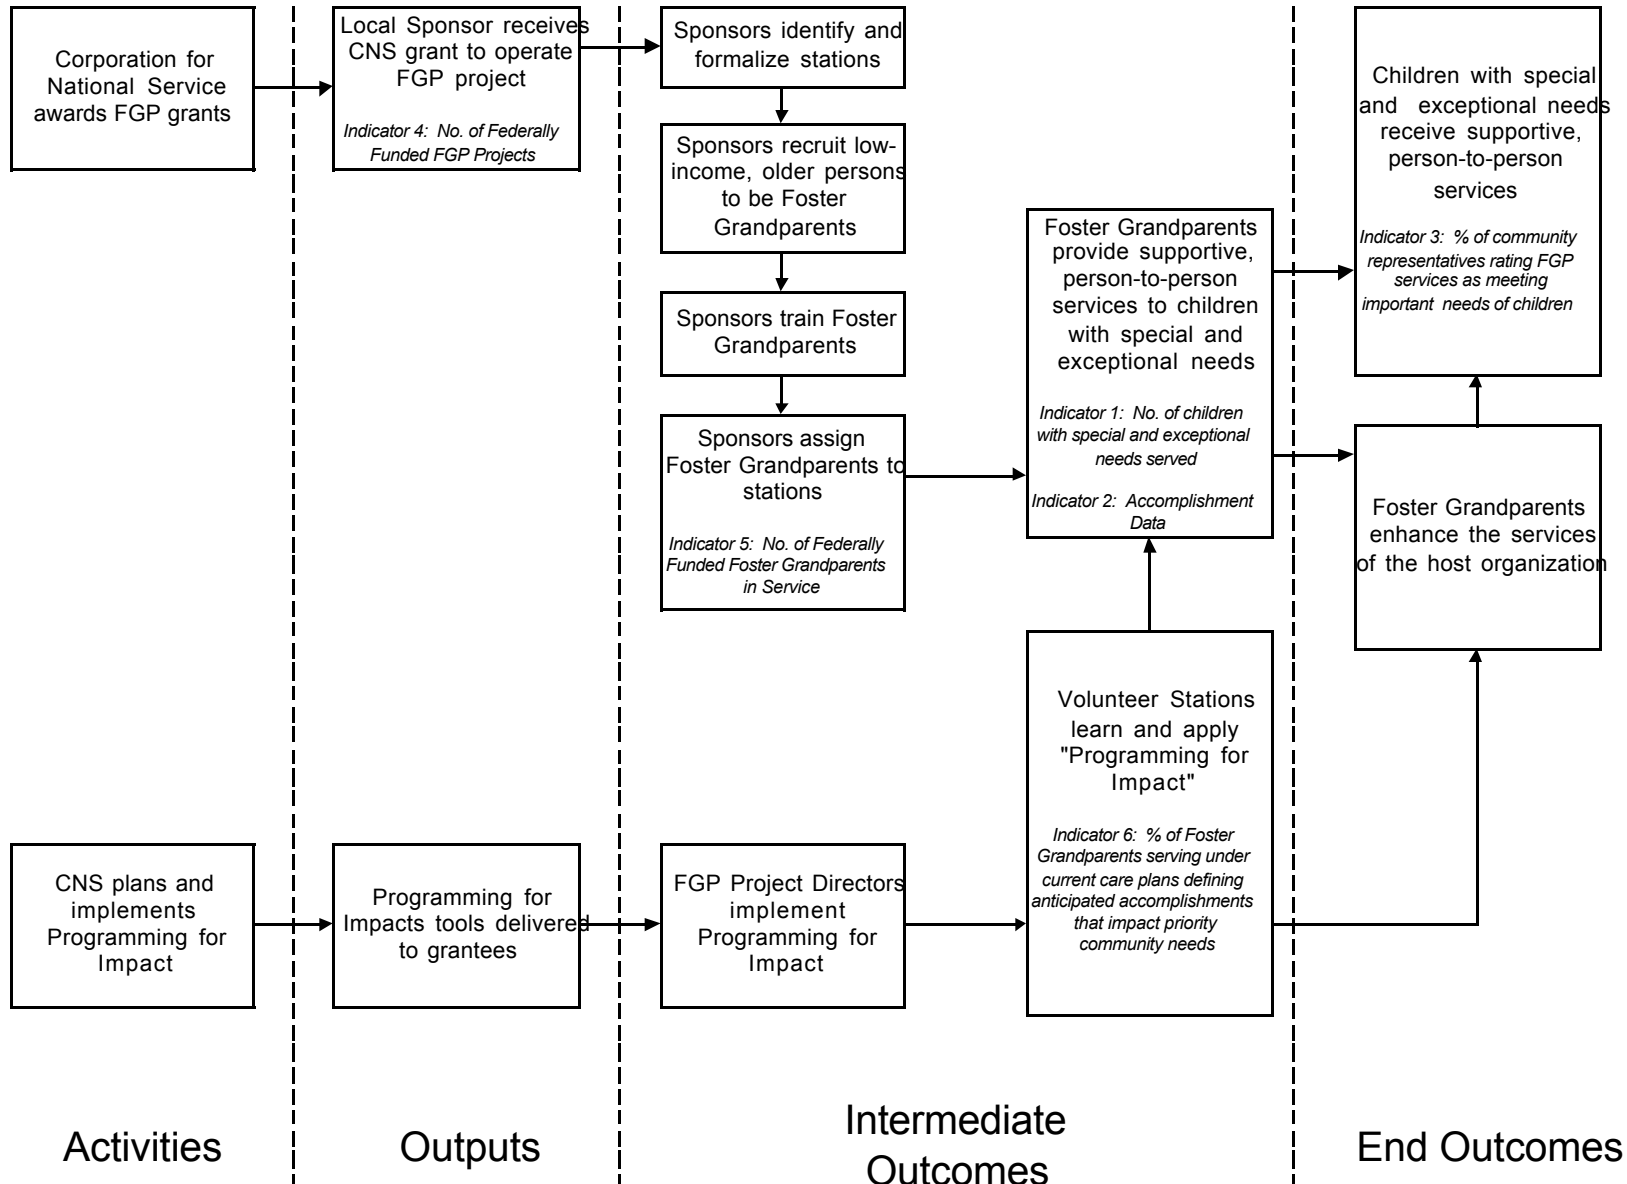 Corporation for
National Service
awards FGP grants
Local Sponsor receives
CNS grant to operate
FGP project
Indicator 4: No. of Federally
Funded FGP Projects
Sponsors identify and
formalize stations
Sponsors recruit low-
income, older persons
to be Foster
Grandparents
Sponsors train Foster
Grandparents
Sponsors assign
Foster Grandparents to
stations
Indicator 5: No. of Federally
Funded Foster Grandparents
in Service
Foster Grandparents
provide supportive,
person-to-person
services to children
with special and
exceptional needs
Indicator 1: No. of children
with special and exceptional
needs served
Indicator 2: Accomplishment
Data
Children with special
and exceptional needs
receive supportive,
person-to-person
services
Indicator 3: % of community
representatives rating FGP
services as meeting
important needs of children
Foster Grandparents
enhance the services
of the host organization
CNS plans and
implements
Programming for
Impact
Programming for
Impacts tools delivered
to grantees
FGP Project Directors
implement
Programming for
Impact
Volunteer Stations
learn and apply
"Programming for
Impact"
Indicator 6: % of Foster
Grandparents serving under
current care plans defining
anticipated accomplishments
that impact priority
community needs
Activities
Outputs
Intermediate
Outcomes
End Outcomes